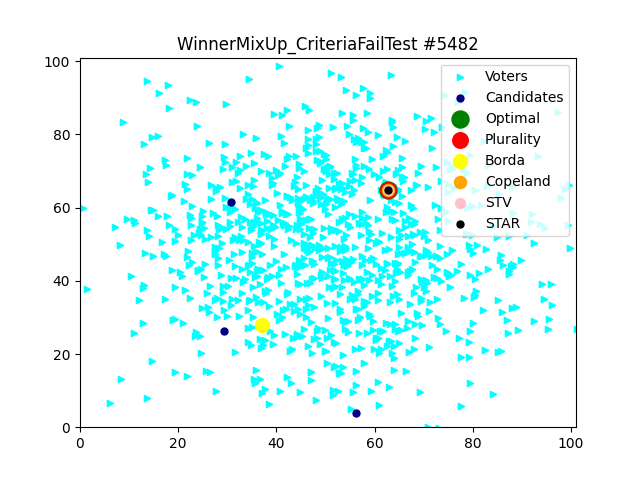 WinnerMixUp_CriteriaFailTest #5482
100
80
60
40
20
0
0 20 40 60 80 100
Voters
Candidates
Optimal
Plurality
Borda
Copeland
STV
STAR